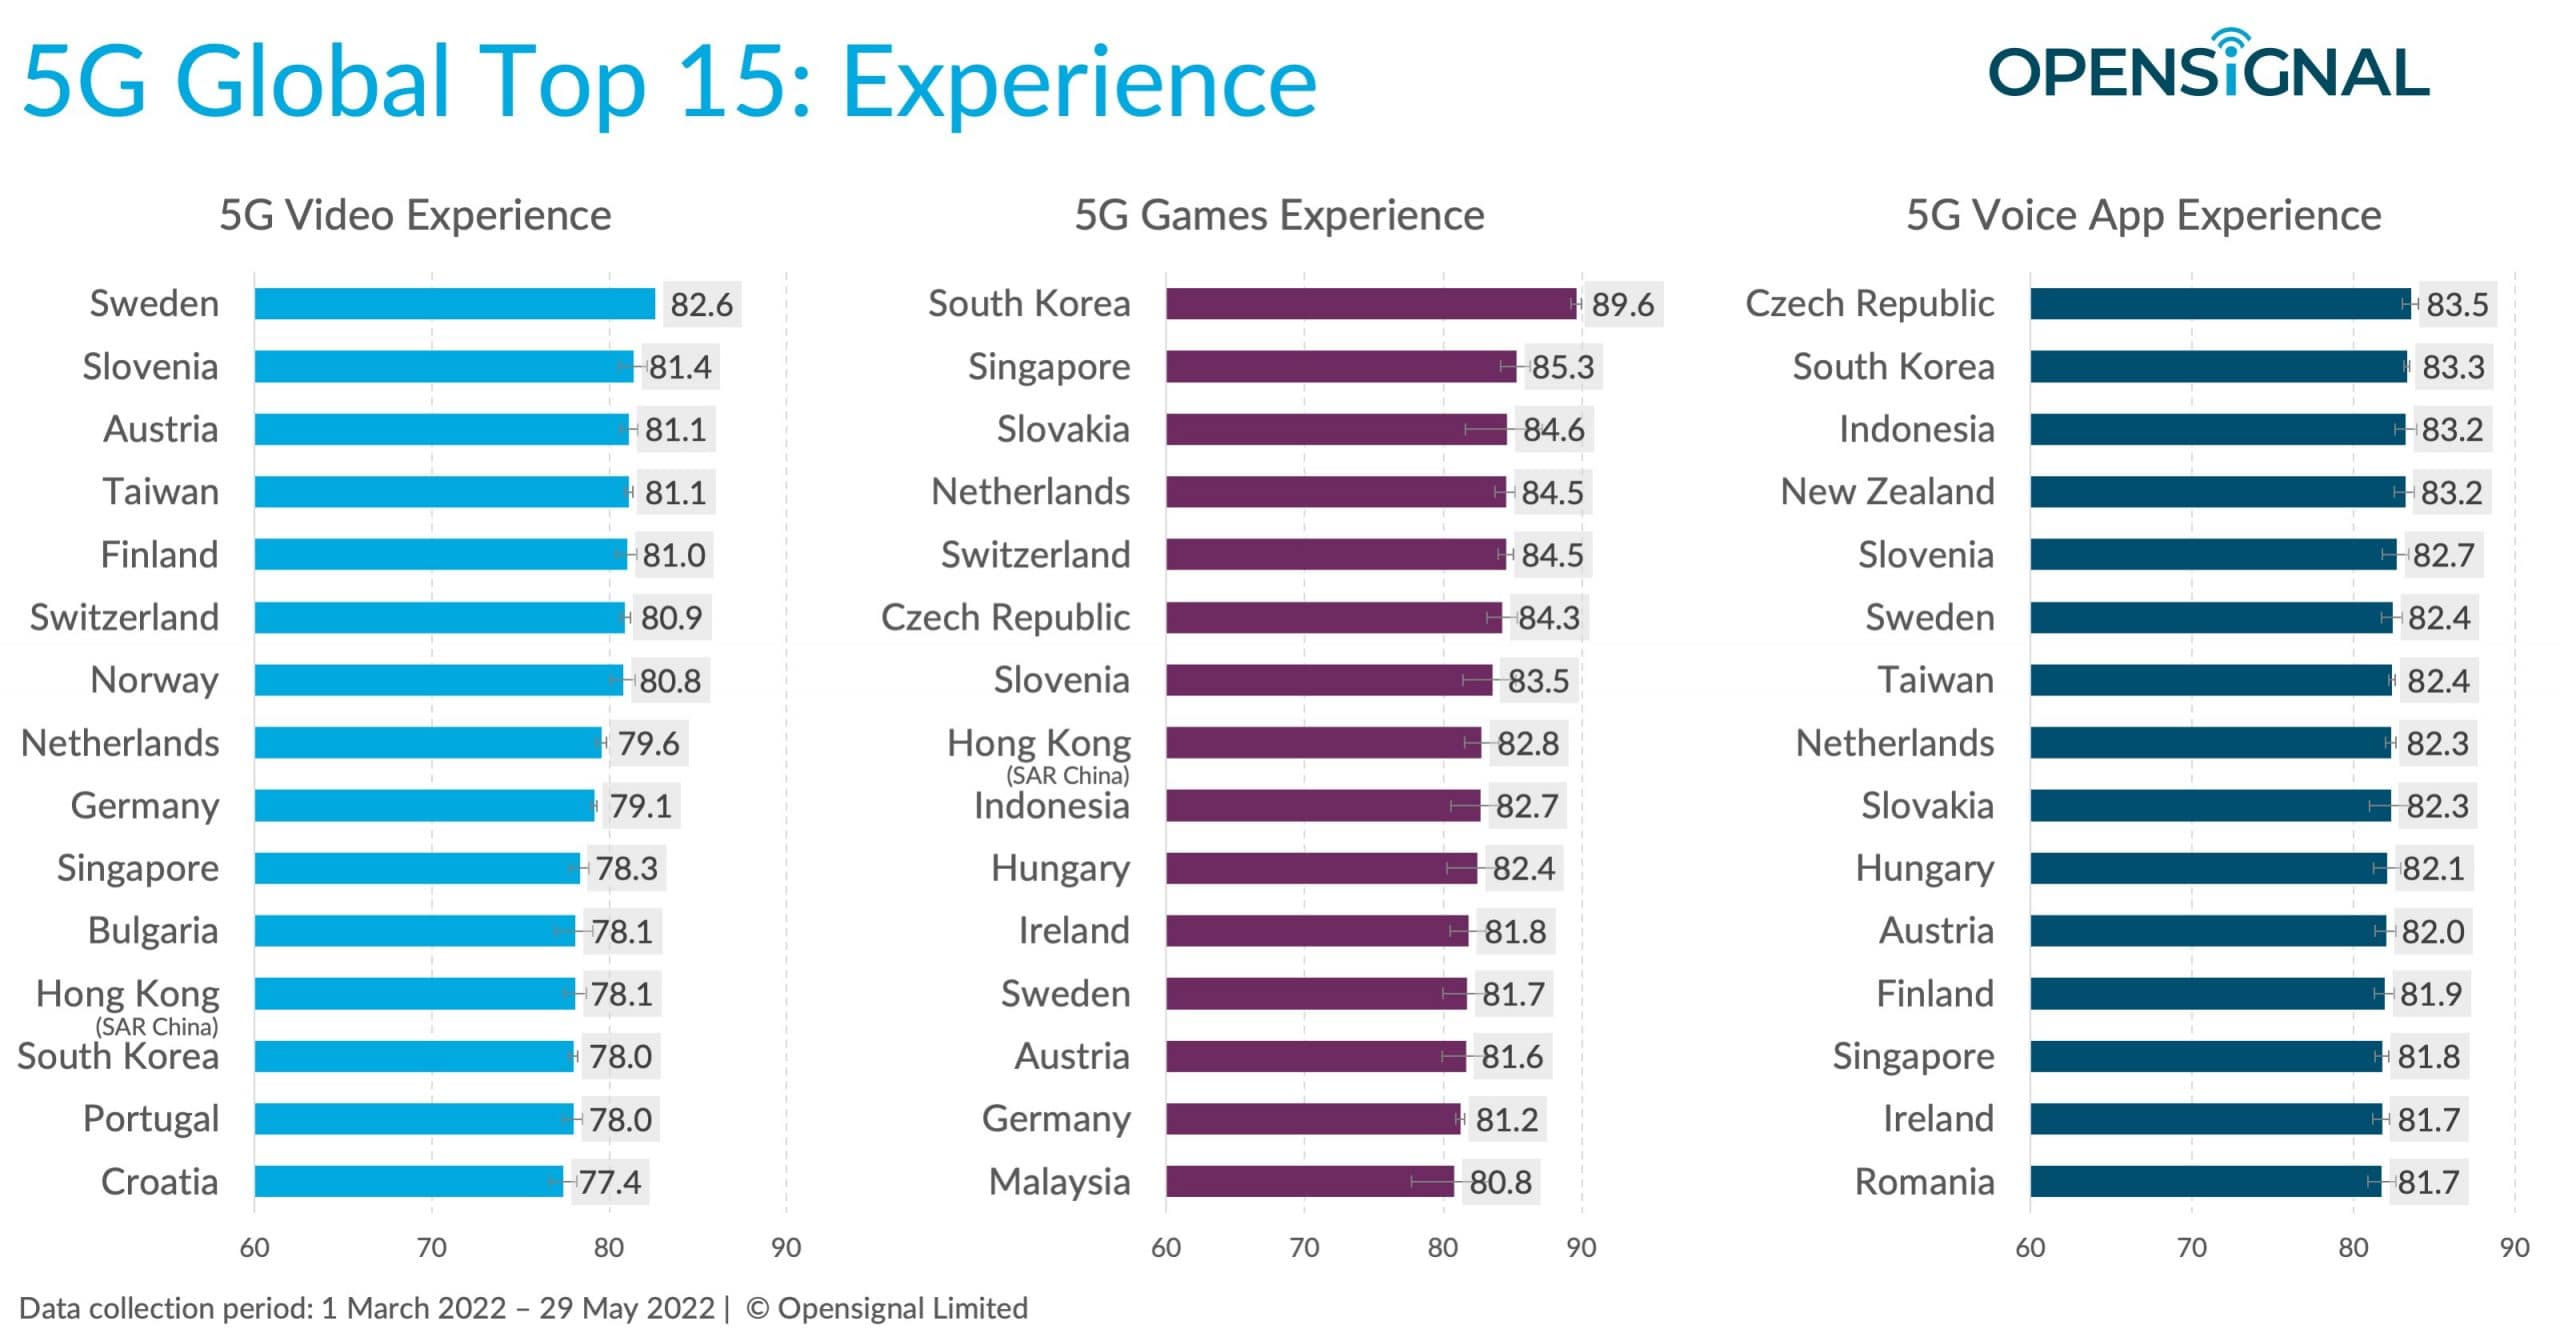 5G Global Top 15: Experience
OPENSiGNAL
5G Video Experience
Sweden 82.6
Slovenia 81.4
Austria 81.1
Taiwan 81.1
Finland 81.0
Switzerland 80.9
Norway 80.8
Netherlands 79.6
Germany 79.1
Singapore 78.3
Bulgaria 78.1
Hong Kong 78.1
(SAR China)
South Korea 78.0
Portugal 78.0
Croatia 77.4
60 70 80 90
5G Games Experience
South Korea 89.6
Singapore 85.3
Slovakia 84.6
Netherlands 84.5
Switzerland 84.5
Czech Republic 84.3
Slovenia 83.5
Hong Kong 82.8
(SAR China)
Indonesia 82.7
Hungary 82.4
Ireland 81.8
Sweden 81.7
Austria 81.6
Germany 81.2
Malaysia 80.8
60 70 80 90
5G Voice App Experience
Czech Republic 83.5
South Korea 83.3
Indonesia 83.2
New Zealand 83.2
Slovenia 82.7
Sweden 82.4
Taiwan 82.4
Netherlands 82.3
Slovakia 82.3
Hungary 82.1
Austria 82.0
Finland 81.9
Singapore 81.8
Ireland 81.7
Romania 81.7
60 70 80 90
Data collection period: 1 March 2022 – 29 May 2022 | © Opensignal Limited